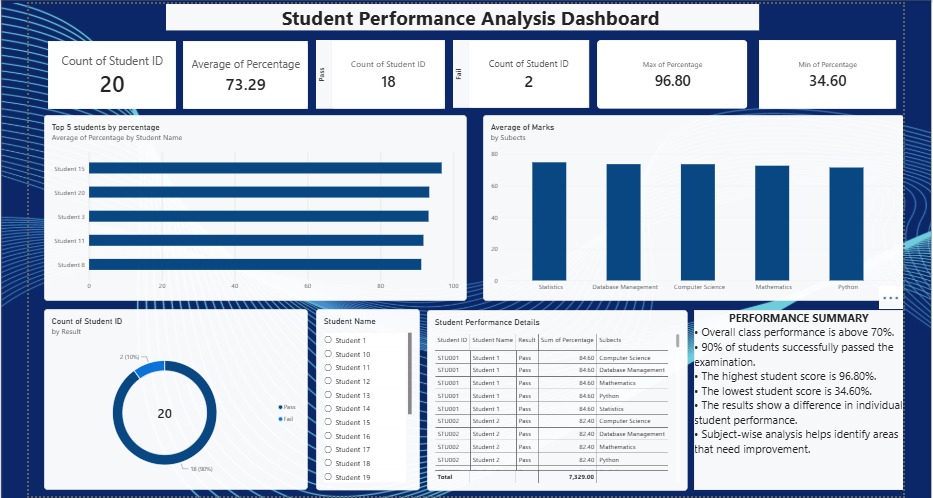 Student Performance Analysis Dashboard
Count of Student ID
20
Average of Percentage
73.29
Pass
Count of Student ID
18
Fail
Count of Student ID
2
Max of Percentage
96.80
Min of Percentage
34.60
Top 5 students by percentage
Average of Percentage by Student Name
Student 15
Student 20
Student 3
Student 11
Student 8
0 20 40 60 80 100
Average of Marks
by Subects
80
60
40
20
0
Statistics Database Management Computer Science Mathematics Python
Count of Student ID
by Result
2 (10%)
20
18 (90%)
Pass
Fail
Student Name
Student 1
Student 10
Student 11
Student 12
Student 13
Student 14
Student 15
Student 16
Student 17
Student 18
Student 19
Student Performance Details
Student ID Student Name Result Sum of Percentage Subects
STU001 Student 1 Pass 84.60 Computer Science
STU001 Student 1 Pass 84.60 Database Management
STU001 Student 1 Pass 84.60 Mathematics
STU001 Student 1 Pass 84.60 Python
STU001 Student 1 Pass 84.60 Statistics
STU002 Student 2 Pass 82.40 Computer Science
STU002 Student 2 Pass 82.40 Database Management
STU002 Student 2 Pass 82.40 Mathematics
STU002 Student 2 Pass 82.40 Python
Total 7,329.00
PERFORMANCE SUMMARY
• Overall class performance is above 70%.
• 90% of students successfully passed the
examination.
• The highest student score is 96.80%.
• The lowest student score is 34.60%.
• The results show a difference in individual
student performance.
• Subject-wise analysis helps identify areas
that need improvement.